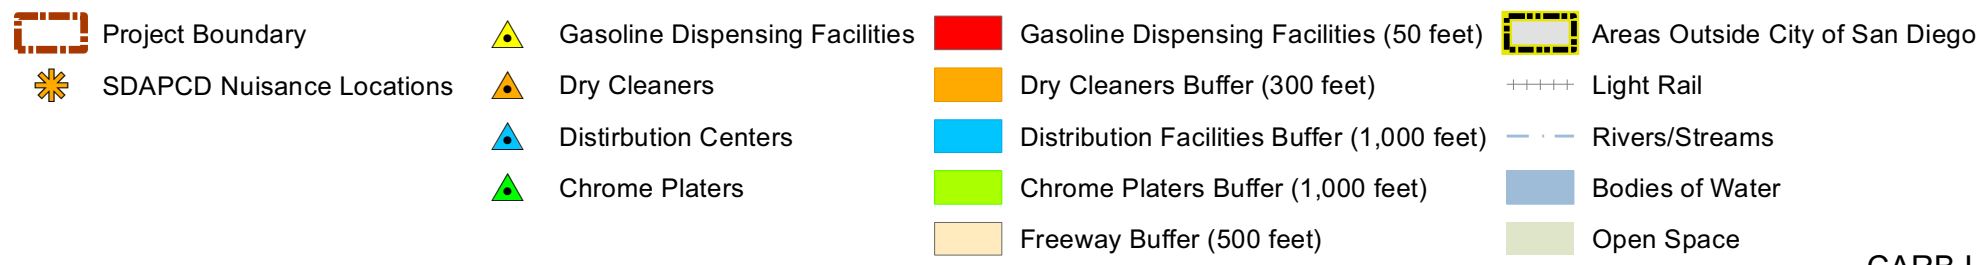 Project Boundary
SDAPCD Nuisance Locations
Gasoline Dispensing Facilities
Dry Cleaners
Distirbution Centers
Chrome Platers
Gasoline Dispensing Facilities (50 feet)
Dry Cleaners Buffer (300 feet)
Distribution Facilities Buffer (1,000 feet)
Chrome Platers Buffer (1,000 feet)
Freeway Buffer (500 feet)
Areas Outside City of San Diego
Light Rail
Rivers/Streams
Bodies of Water
Open Space